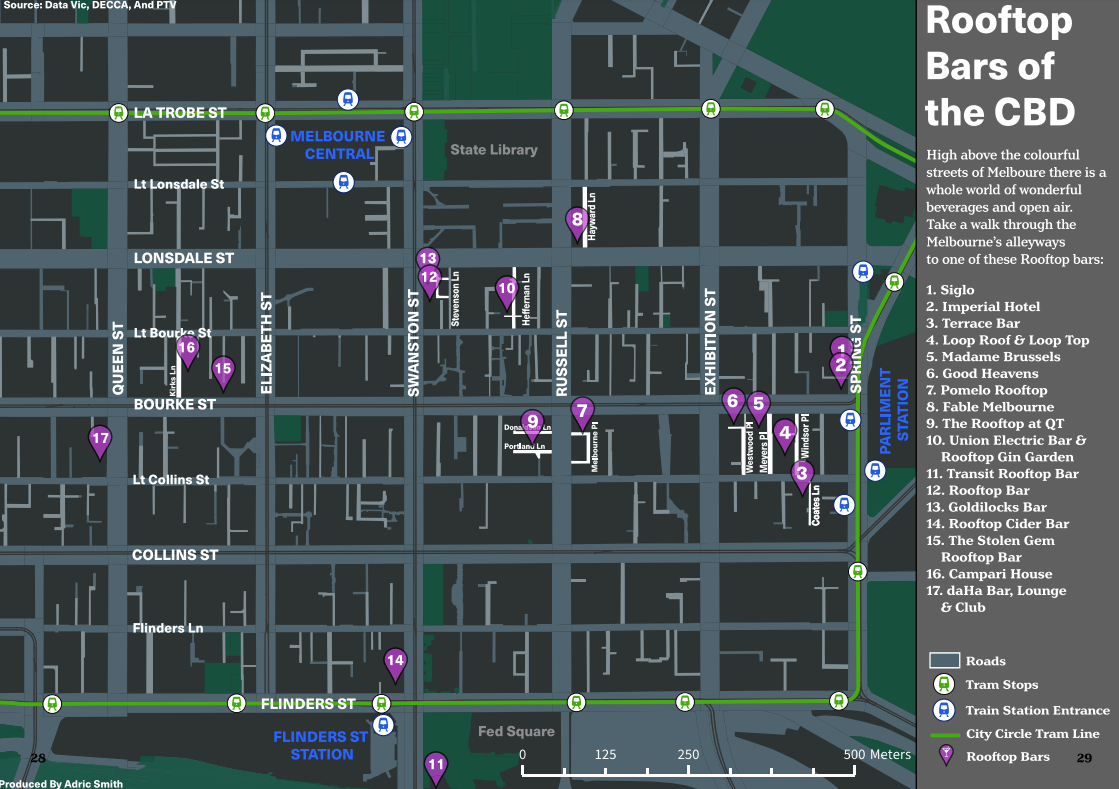 Source: Data Vic, DECCA, And PTV
Rooftop
Bars of
the CBD
High above the colourful
streets of Melboure there is a
whole world of wonderful
beverages and open air.
Take a walk through the
Melbourne's alleyways
to one of these Rooftop bars:
1. Siglo
2. Imperial Hotel
3. Terrace Bar
4. Loop Roof & Loop Top
5. Madame Brussels
6. Good Heavens
7. Pomelo Rooftop
8. Fable Melbourne
9. The Rooftop at QT
10. Union Electric Bar &
Rooftop Gin Garden
11. Transit Rooftop Bar
12. Rooftop Bar
13. Goldilocks Bar
14. Rooftop Cider Bar
15. The Stolen Gem
Rooftop Bar
16. Campari House
17. daHa Bar, Lounge
& Club
Roads
Tram Stops
Train Station Entrance
City Circle Tram Line
Rooftop Bars
29
LA TROBE ST
MELBOURNE
CENTRAL
State Library
Lt Lonsdale St
Hayward Ln
8
LONSDALE ST
13
12
10
Stevenson Ln
Heffernan Ln
QUEEN ST
ELIZABETH ST
SWANSTON ST
RUSSELL ST
EXHIBITION ST
SPRING ST
Lt Bourke St
16
15
Kirks Ln
1
2
PARLIMENT
STATION
BOURKE ST
17
9
7
6
5
4
3
Donaldson Ln
Portland Ln
Melbourne Pl
Westwood Pl
Meyers Pl
Windsor Pl
Coates Ln
Lt Collins St
COLLINS ST
Flinders Ln
14
FLINDERS ST
FLINDERS ST
STATION
Fed Square
11
0
125
250
500 Meters
28
Produced By Adric Smith